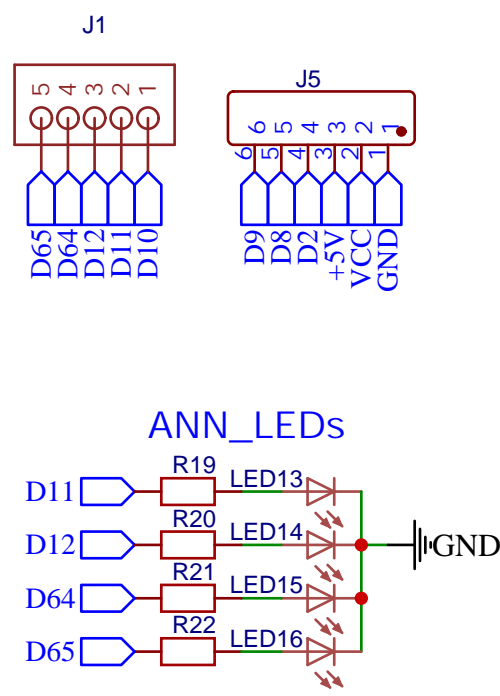 J1
5 4 3 2 1
D65 D64 D12 D11 D10
J5
6 5 4 3 2 1
6 5 4 3 2 1
D9 D8 D2 +5V VCC GND
ANN_LEDs
D11 R19 LED13
D12 R20 LED14 GND
D64 R21 LED15
D65 R22 LED16